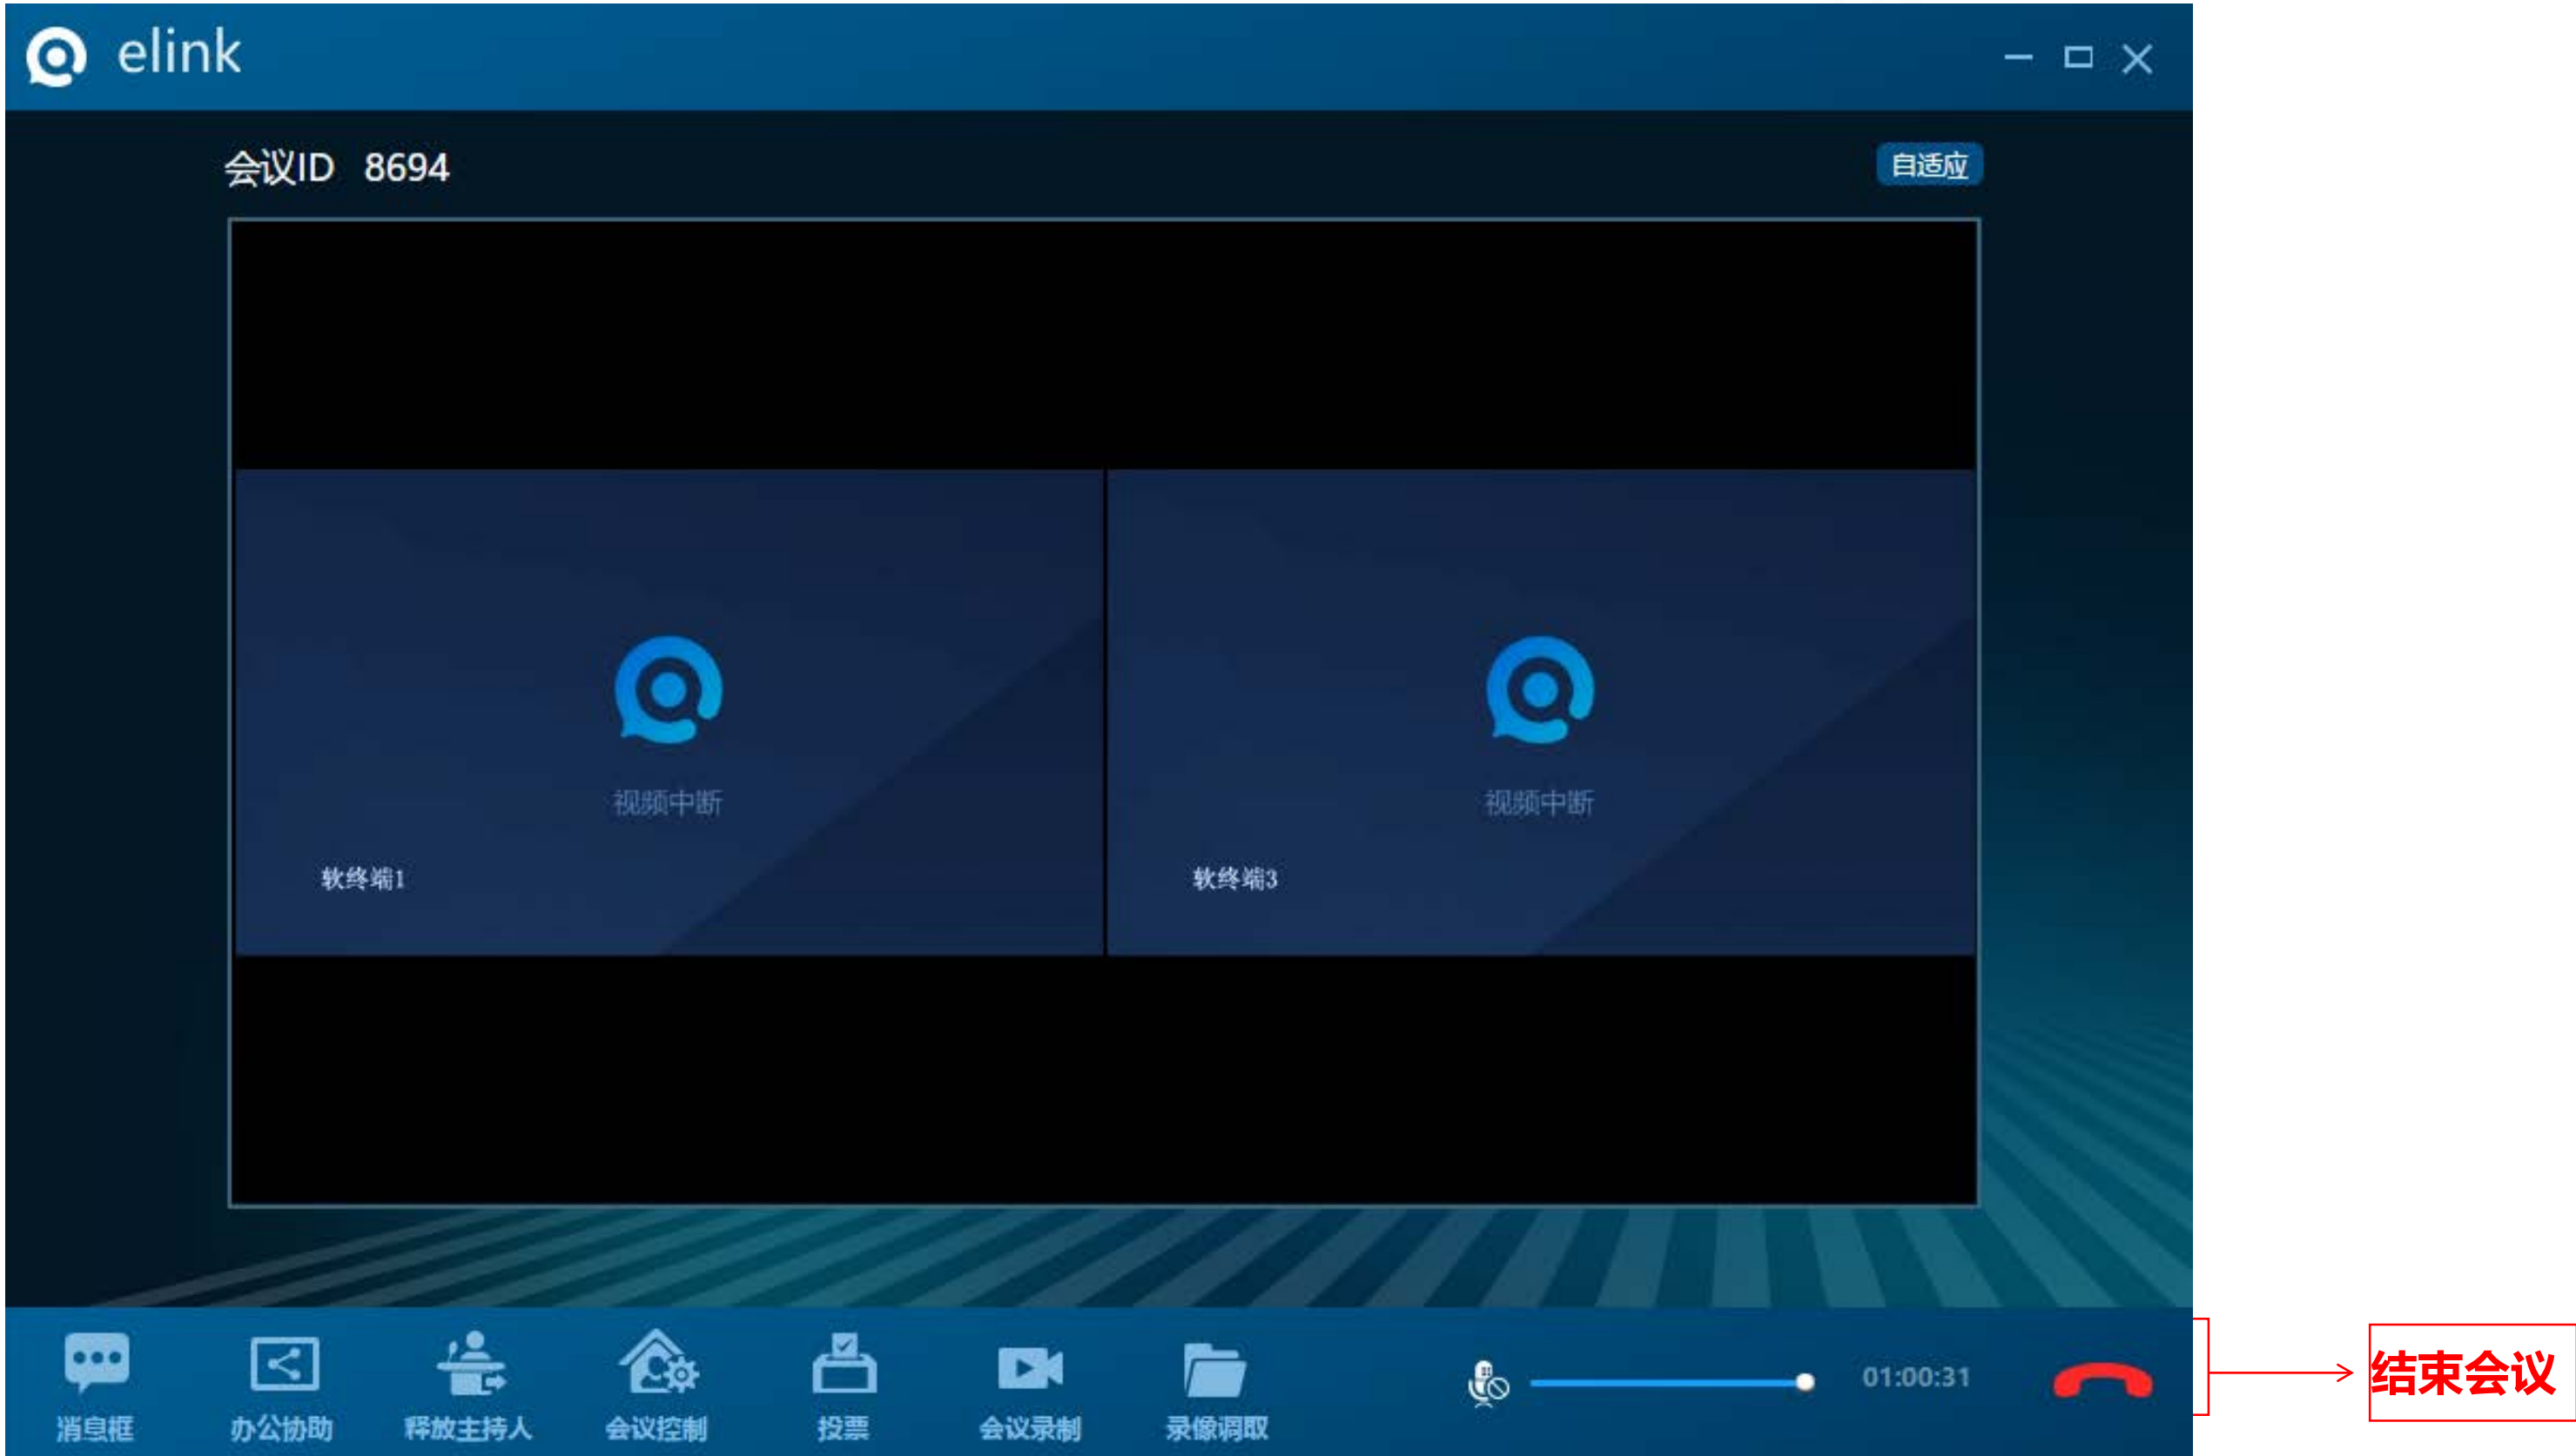 elink
会议ID 8694
自适应
视频中断
视频中断
软终端1
软终端3
消息框
办公协助
释放主持人
会议控制
投票
会议录制
录像调取
01:00:31
结束会议